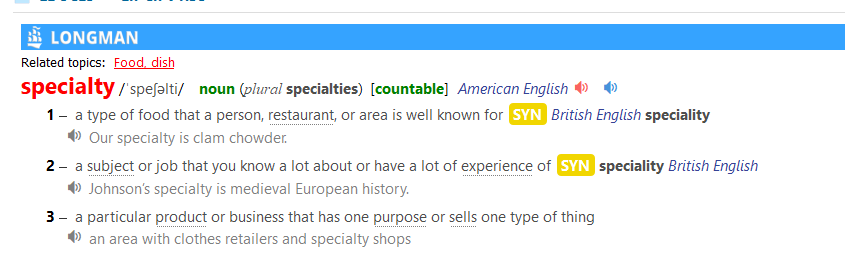 LONGMAN
Related topics: Food, dish
specialty /ˈspeʃəlti/ noun (plural specialties) [countable] American English
1 – a type of food that a person, restaurant, or area is well known for SYN British English speciality
Our specialty is clam chowder.
2 – a subject or job that you know a lot about or have a lot of experience of SYN speciality British English
Johnson’s specialty is medieval European history.
3 – a particular product or business that has one purpose or sells one type of thing
an area with clothes retailers and specialty shops